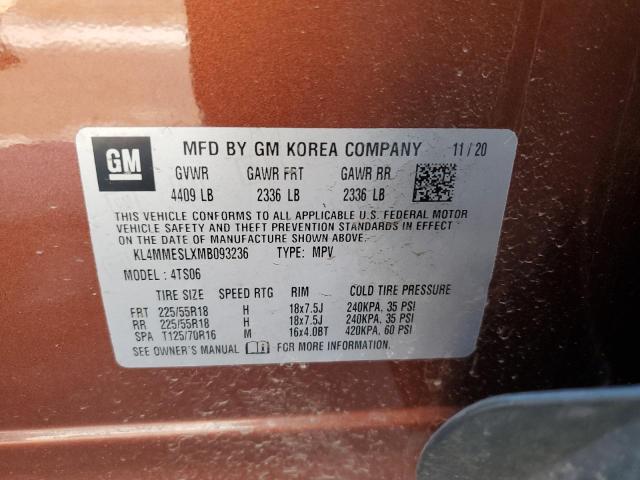 GM
MFD BY GM KOREA COMPANY 11/20
GVWR GAWR FRT GAWR RR
4409 LB 2336 LB 2336 LB
THIS VEHICLE CONFORMS TO ALL APPLICABLE U.S. FEDERAL MOTOR
VEHICLE SAFETY AND THEFT PREVENTION STANDARDS IN EFFECT
ON THE DATE OF MANUFACTURE SHOWN ABOVE.
KL4MMESLXMB093236 TYPE: MPV
MODEL: 4TS06
TIRE SIZE SPEED RTG RIM COLD TIRE PRESSURE
FRT 225/55R18 H 18x7.5J 240KPA, 35 PSI
RR 225/55R18 H 18x7.5J 240KPA, 35 PSI
SPA T125/70R16 M 16x4.0BT 420KPA, 60 PSI
SEE OWNER'S MANUAL FOR MORE INFORMATION.